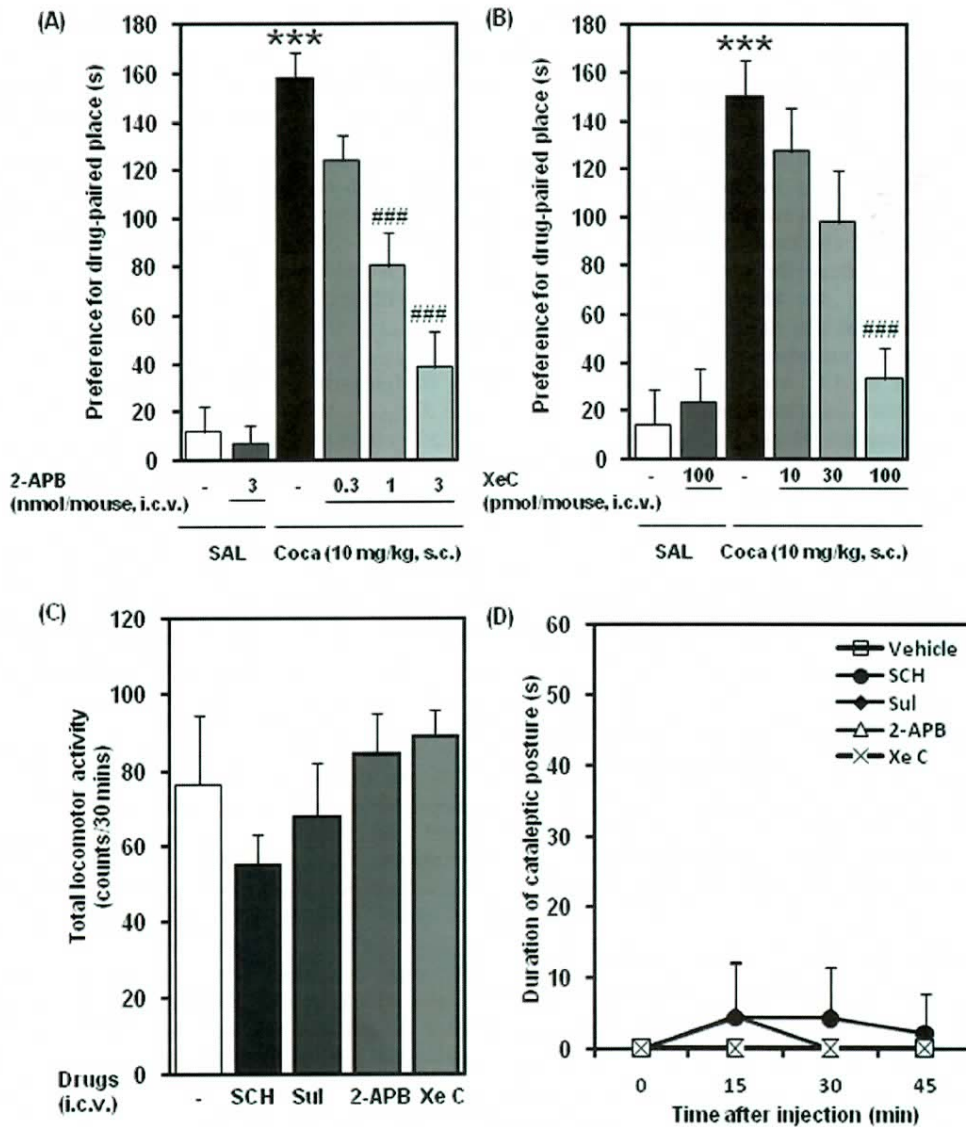 (A)
180
160
140
120
100
80
60
40
20
0
Preference for drug-paired place (s)
***
###
###
2-APB
(nmol/mouse, i.c.v.)
- 3 - 0.3 1 3
SAL Coca (10 mg/kg, s.c.)
(B)
180
160
140
120
100
80
60
40
20
0
Preference for drug-paired place (s)
***
###
XeC
(pmol/mouse, i.c.v.)
- 100 - 10 30 100
SAL Coca (10 mg/kg, s.c.)
(C)
120
100
80
60
40
20
0
Total locomotor activity
(counts/30 mins)
Drugs
(i.c.v.)
- SCH Sul 2-APB Xe C
(D)
60
50
40
30
20
10
0
Duration of cataleptic posture (s)
Vehicle
SCH
Sul
2-APB
Xe C
0 15 30 45
Time after injection (min)